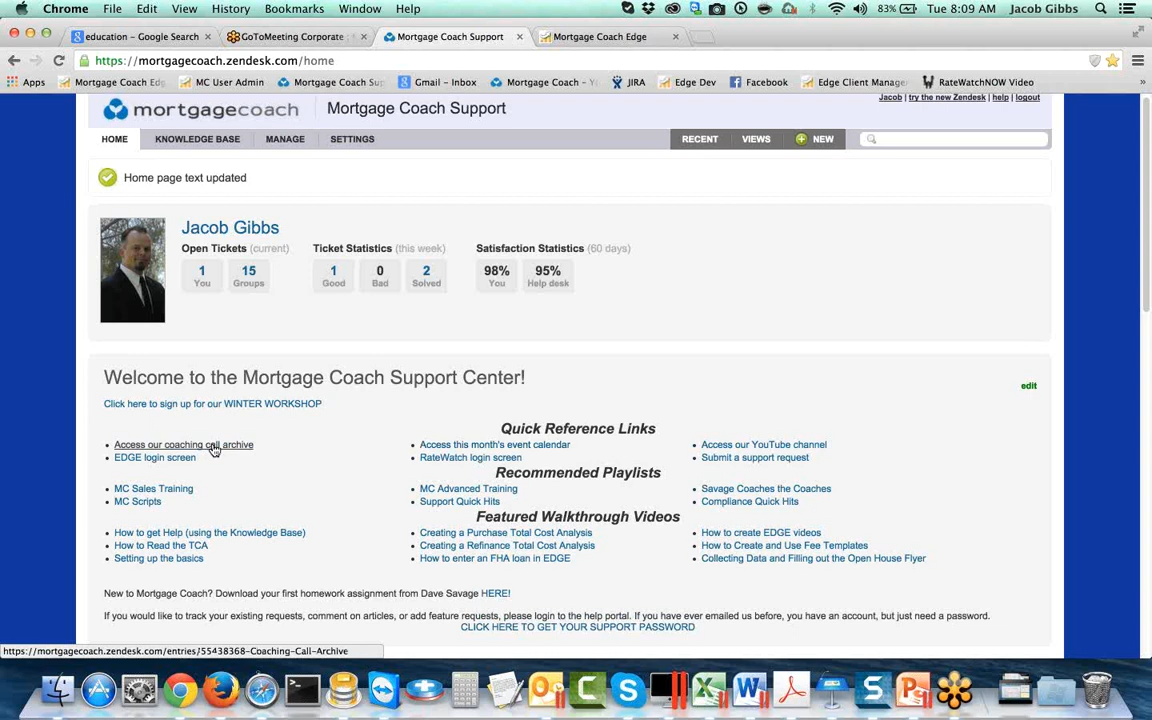 Chrome File Edit View History Bookmarks Window Help 83% Tue 8:09 AM Jacob Gibbs
education - Google Search GoToMeeting Corporate : Mortgage Coach Support Mortgage Coach Edge
https://mortgagecoach.zendesk.com/home
Apps Mortgage Coach Edg MC User Admin Mortgage Coach Sup Gmail - Inbox Mortgage Coach - Y JIRA Edge Dev Facebook Edge Client Manage RateWatchNOW Video »
mortgagecoach Mortgage Coach Support
Jacob | try the new Zendesk | help | logout
HOME KNOWLEDGE BASE MANAGE SETTINGS RECENT VIEWS NEW
Home page text updated
Jacob Gibbs
Open Tickets (current) Ticket Statistics (this week) Satisfaction Statistics (60 days)
1 15 1 0 2 98% 95%
You Groups Good Bad Solved You Help desk
Welcome to the Mortgage Coach Support Center!
edit
Click here to sign up for our WINTER WORKSHOP
Quick Reference Links
• Access our coaching call archive • Access this month's event calendar • Access our YouTube channel
• EDGE login screen • RateWatch login screen • Submit a support request
Recommended Playlists
• MC Sales Training • MC Advanced Training • Savage Coaches the Coaches
• MC Scripts • Support Quick Hits • Compliance Quick Hits
Featured Walkthrough Videos
• How to get Help (using the Knowledge Base) • Creating a Purchase Total Cost Analysis • How to create EDGE videos
• How to Read the TCA • Creating a Refinance Total Cost Analysis • How to Create and Use Fee Templates
• Setting up the basics • How to enter an FHA loan in EDGE • Collecting Data and Filling out the Open House Flyer
New to Mortgage Coach? Download your first homework assignment from Dave Savage HERE!
If you would like to track your existing requests, comment on articles, or add feature requests, please login to the help portal. If you have ever emailed us before, you have an account, but just need a password.
CLICK HERE TO GET YOUR SUPPORT PASSWORD
https://mortgagecoach.zendesk.com/entries/55438368-Coaching-Call-Archive